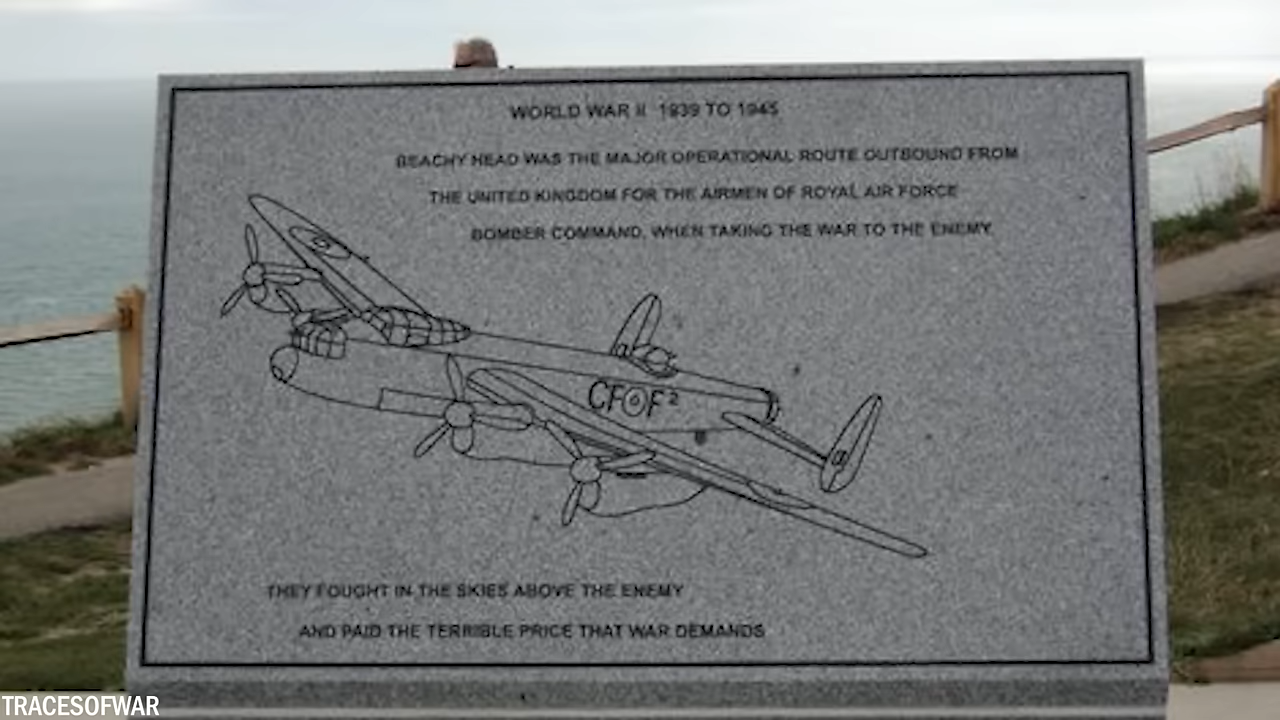 WORLD WAR II 1939 TO 1945
BEACHY HEAD WAS THE MAJOR OPERATIONAL ROUTE OUTBOUND FROM
THE UNITED KINGDOM FOR THE AIRMEN OF ROYAL AIR FORCE
BOMBER COMMAND, WHEN TAKING THE WAR TO THE ENEMY
CF F²
THEY FOUGHT IN THE SKIES ABOVE THE ENEMY
AND PAID THE TERRIBLE PRICE THAT WAR DEMANDS
TRACESOFWAR